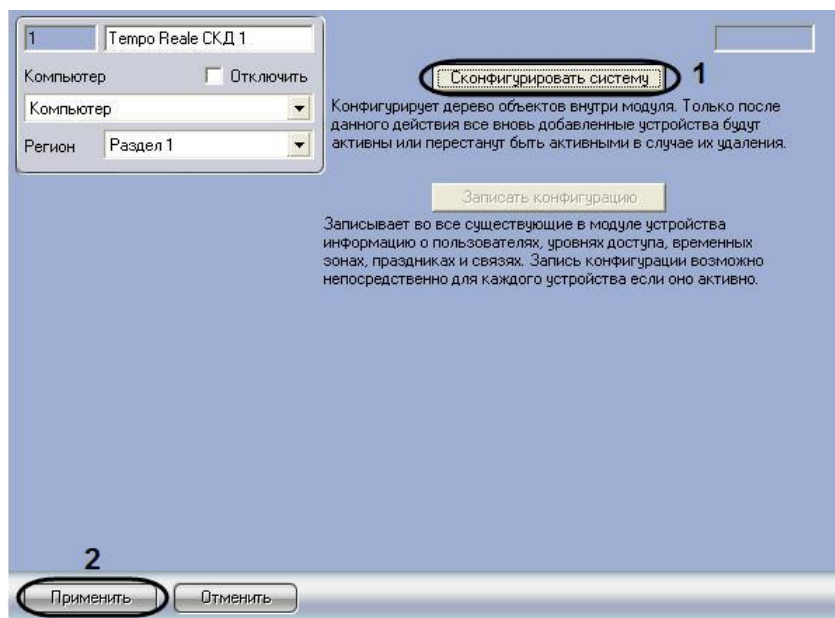 1
Tempo Reale СКД 1
Компьютер
Отключить
Компьютер
Регион
Раздел 1
Сконфигурировать систему
1
Конфигурирует дерево объектов внутри модуля. Только после
данного действия все вновь добавленные устройства будут
активны или перестанут быть активными в случае их удаления.
Записать конфигурацию
Записывает во все существующие в модуле устройства
информацию о пользователях, уровнях доступа, временных
зонах, праздниках и связях. Запись конфигурации возможно
непосредственно для каждого устройства если оно активно.
2
Применить
Отменить